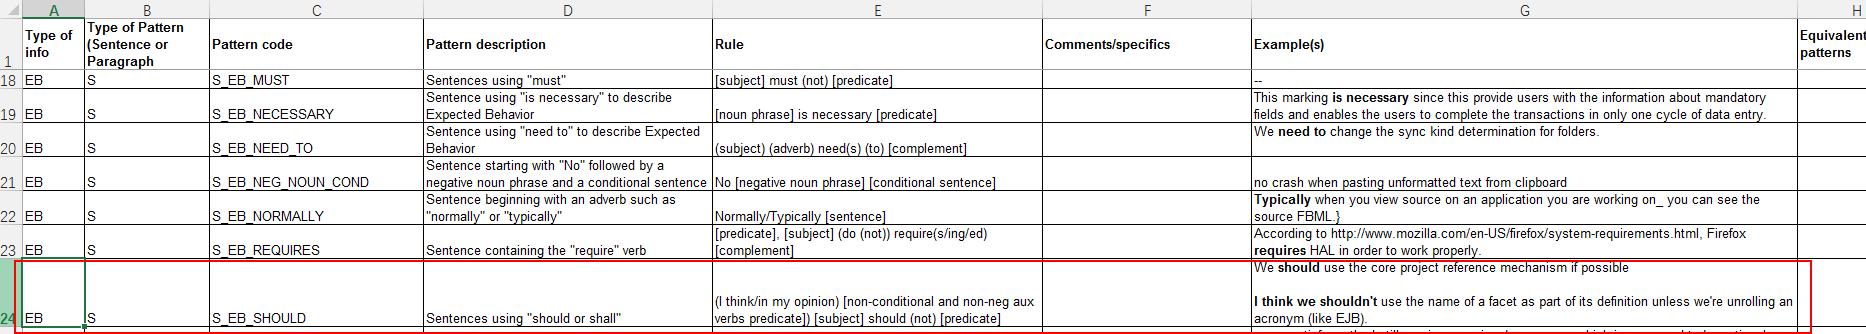 A B C D E F G H
1 Type of info Type of Pattern (Sentence or Paragraph Pattern code Pattern description Rule Comments/specifics Example(s) Equivalent patterns
18 EB S S_EB_MUST Sentences using "must" [subject] must (not) [predicate] --
19 EB S S_EB_NECESSARY Sentence using "is necessary" to describe Expected Behavior [noun phrase] is necessary [predicate] This marking is necessary since this provide users with the information about mandatory fields and enables the users to complete the transactions in only one cycle of data entry.
20 EB S S_EB_NEED_TO Sentence using "need to" to describe Expected Behavior (subject) (adverb) need(s) (to) [complement] We need to change the sync kind determination for folders.
21 EB S S_EB_NEG_NOUN_COND Sentence starting with "No" followed by a negative noun phrase and a conditional sentence No [negative noun phrase] [conditional sentence] no crash when pasting unformatted text from clipboard
22 EB S S_EB_NORMALLY Sentence beginning with an adverb such as "normally" or "typically" Normally/Typically [sentence] Typically when you view source on an application you are working on_ you can see the source FBML.}
23 EB S S_EB_REQUIRES Sentence containing the "require" verb [predicate], [subject] (do (not)) require(s/ing/ed) [complement] According to http://www.mozilla.com/en-US/firefox/system-requirements.html, Firefox requires HAL in order to work properly.
24 EB S S_EB_SHOULD Sentences using "should or shall" (I think/in my opinion) [non-conditional and non-neg aux verbs predicate]) [subject] should (not) [predicate] We should use the core project reference mechanism if possible
I think we shouldn't use the name of a facet as part of its definition unless we're unrolling an acronym (like EJB).